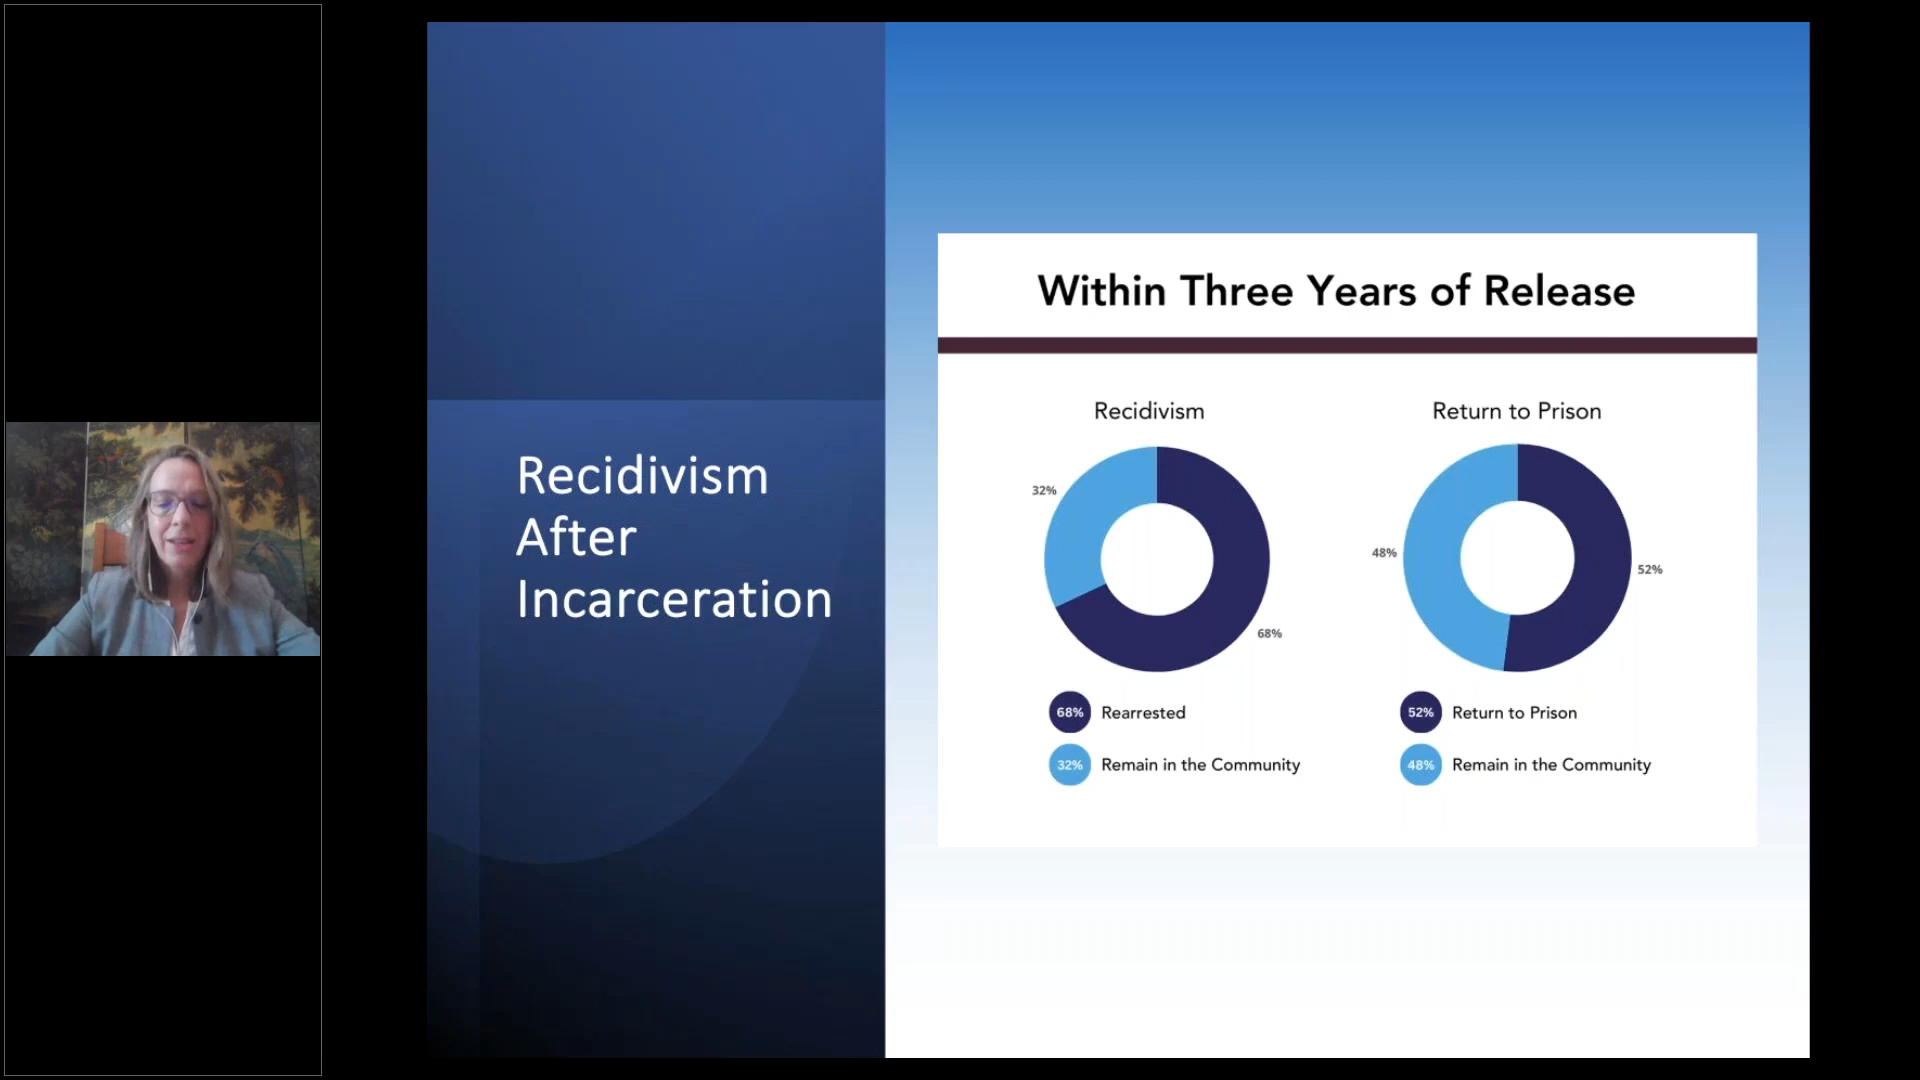 Recidivism
After
Incarceration
Within Three Years of Release
Recidivism
32%
68%
68% Rearrested
32% Remain in the Community
Return to Prison
48%
52%
52% Return to Prison
48% Remain in the Community